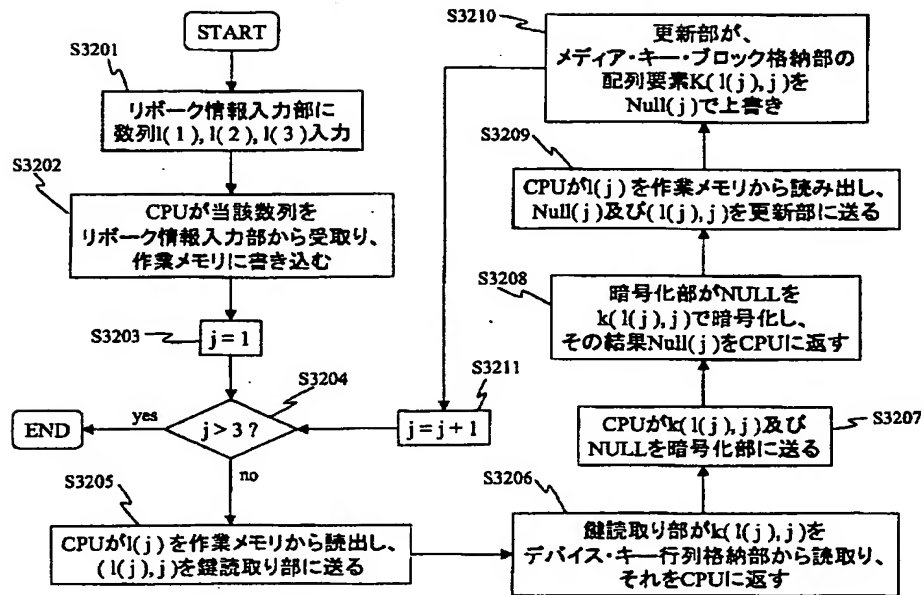 START
S3201
リボーク情報入力部に
数列l(1),l(2),l(3)入力
S3202
CPUが当該数列を
リボーク情報入力部から受取り、
作業メモリに書き込む
S3203
j = 1
S3204
j > 3 ?
yes
END
no
S3205
CPUがl(j)を作業メモリから読出し、
(l(j),j)を鍵読取り部に送る
S3206
鍵読取り部がk(l(j),j)を
デバイス・キー行列格納部から読取り、
それをCPUに返す
S3207
CPUがk(l(j),j)及び
NULLを暗号化部に送る
S3208
暗号化部がNULLを
k(l(j),j)で暗号化し、
その結果Null(j)をCPUに返す
S3209
CPUがl(j)を作業メモリから読み出し、
Null(j)及び(l(j),j)を更新部に送る
S3210
更新部が、
メディア・キー・ブロック格納部の
配列要素K(l(j),j)を
Null(j)で上書き
S3211
j = j + 1